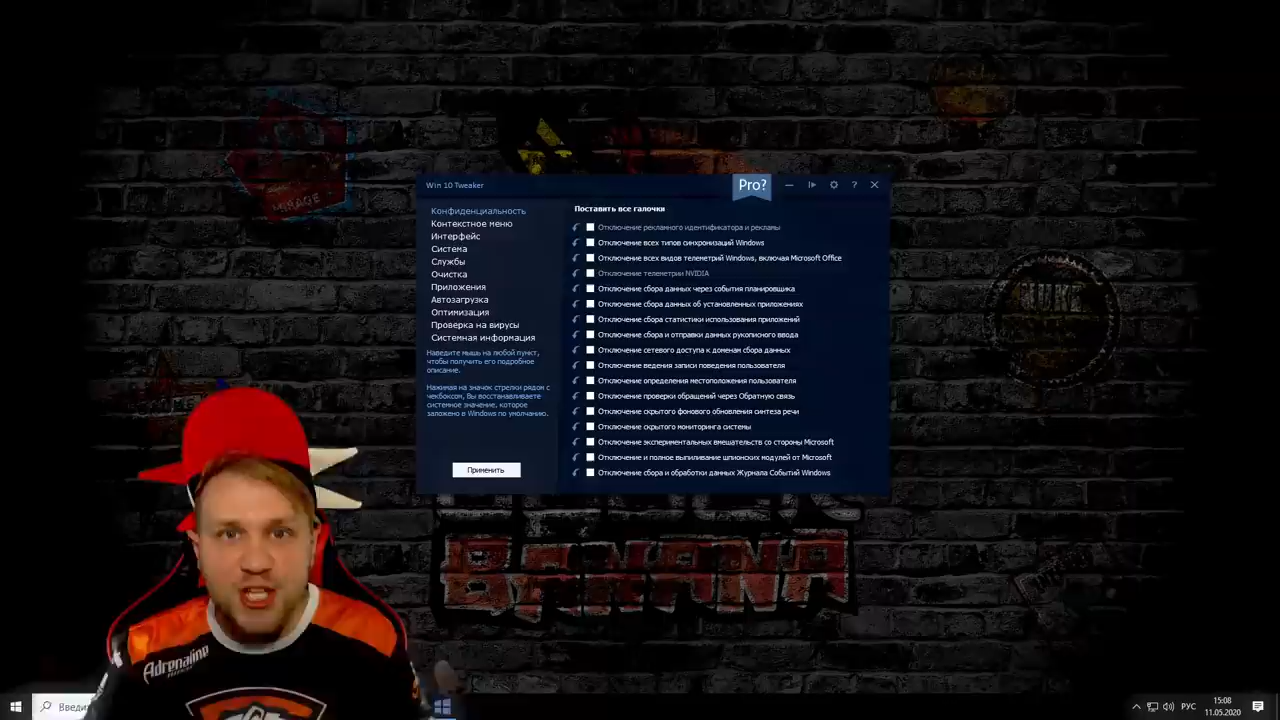 MIRAGE
Win 10 Tweaker
Pro?
?
Конфиденциальность
Контекстное меню
Интерфейс
Система
Службы
Очистка
Приложения
Автозагрузка
Оптимизация
Проверка на вирусы
Системная информация
Наведите мышь на любой пункт,
чтобы получить его подробное
описание.
Нажимая на значок стрелки рядом с
чекбоксом, Вы восстанавливаете
системное значение, которое
заложено в Windows по умолчанию.
Применить
Поставить все галочки
Отключение рекламного идентификатора и рекламы
Отключение всех типов синхронизаций Windows
Отключение всех видов телеметрий Windows, включая Microsoft Office
Отключение телеметрии NVIDIA
Отключение сбора данных через события планировщика
Отключение сбора данных об установленных приложениях
Отключение сбора статистики использования приложений
Отключение сбора и отправки данных рукописного ввода
Отключение сетевого доступа к доменам сбора данных
Отключение ведения записи поведения пользователя
Отключение определения местоположения пользователя
Отключение проверки обращений через Обратную связь
Отключение скрытого фонового обновления синтеза речи
Отключение скрытого мониторинга системы
Отключение экспериментальных вмешательств со стороны Microsoft
Отключение и полное выпиливание шпионских модулей от Microsoft
Отключение сбора и обработки данных Журнала Событий Windows
BANANA
Adrenaline
Введи
РУС
15:08
11.05.2020